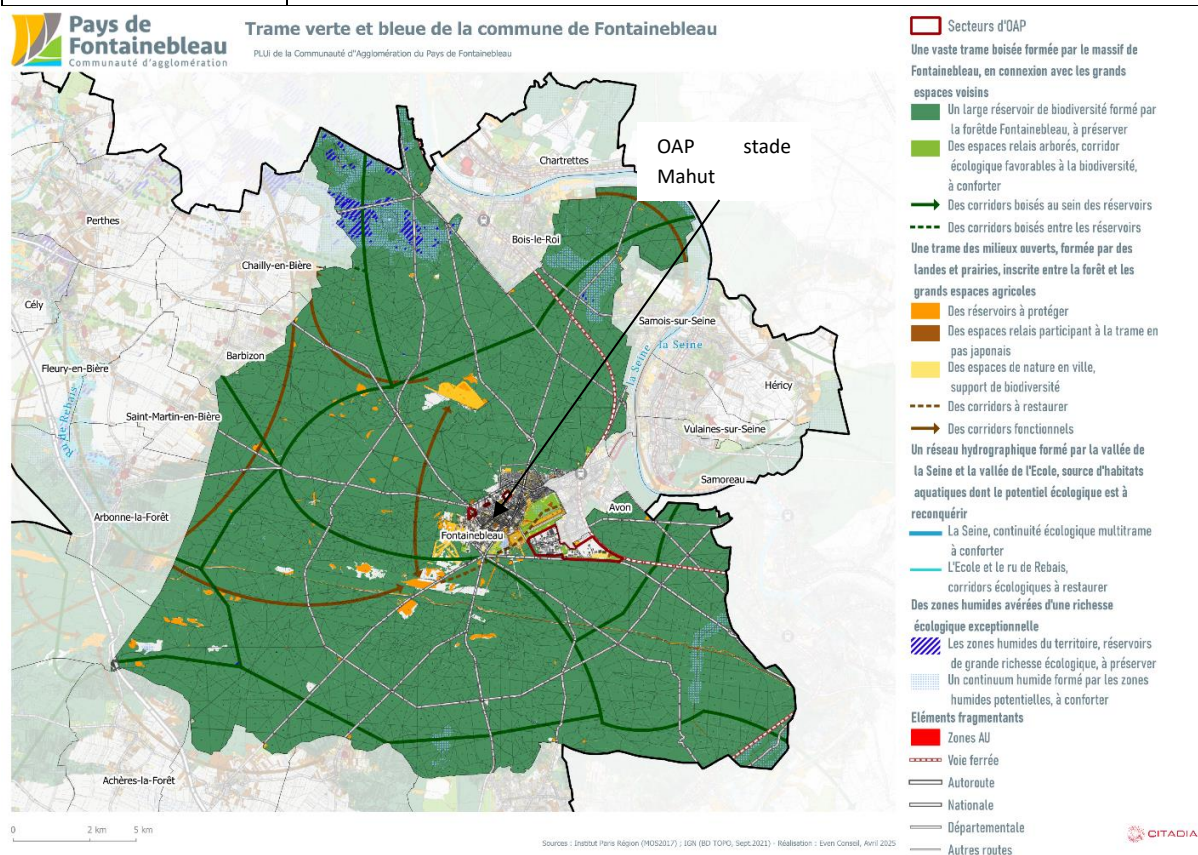 Pays de
Fontainebleau
Communauté d'agglomération
Trame verte et bleue de la commune de Fontainebleau
PLUi de la Communauté d'Agglomération du Pays de Fontainebleau
OAP stade
Mahut
Chartrettes
Perthes
Bois-le-Roi
Chailly-en-Bière
Cély
Samois-sur-Seine
la Seine
la Seine
Barbizon
Fleury-en-Bière
Héricy
Ru de Rebais
Saint-Martin-en-Bière
Vulaines-sur-Seine
Samoreau
Arbonne-la-Forêt
Avon
Fontainebleau
Achères-la-Forêt
0
2 km
5 km
Sources : Institut Paris Région (MOS2017) ; IGN (BD TOPO, Sept.2021) - Réalisation : Even Conseil, Avril 2025
Secteurs d'OAP
Une vaste trame boisée formée par le massif de
Fontainebleau, en connexion avec les grands
espaces voisins
Un large réservoir de biodiversité formé par
la forêtde Fontainebleau, à préserver
Des espaces relais arborés, corridor
écologique favorables à la biodiversité,
à conforter
Des corridors boisés au sein des réservoirs
Des corridors boisés entre les réservoirs
Une trame des milieux ouverts, formée par des
landes et prairies, inscrite entre la forêt et les
grands espaces agricoles
Des réservoirs à protéger
Des espaces relais participant à la trame en
pas japonais
Des espaces de nature en ville,
support de biodiversité
Des corridors à restaurer
Des corridors fonctionnels
Un réseau hydrographique formé par la vallée de
la Seine et la vallée de l'Ecole, source d'habitats
aquatiques dont le potentiel écologique est à
reconquérir
La Seine, continuité écologique multitrame
à conforter
L'Ecole et le ru de Rebais,
corridors écologiques à restaurer
Des zones humides avérées d'une richesse
écologique exceptionnelle
Les zones humides du territoire, réservoirs
de grande richesse écologique, à préserver
Un continuum humide formé par les zones
humides potentielles, à conforter
Eléments fragmentants
Zones AU
Voie ferrée
Autoroute
Nationale
Départementale
Autres routes
CITADIA